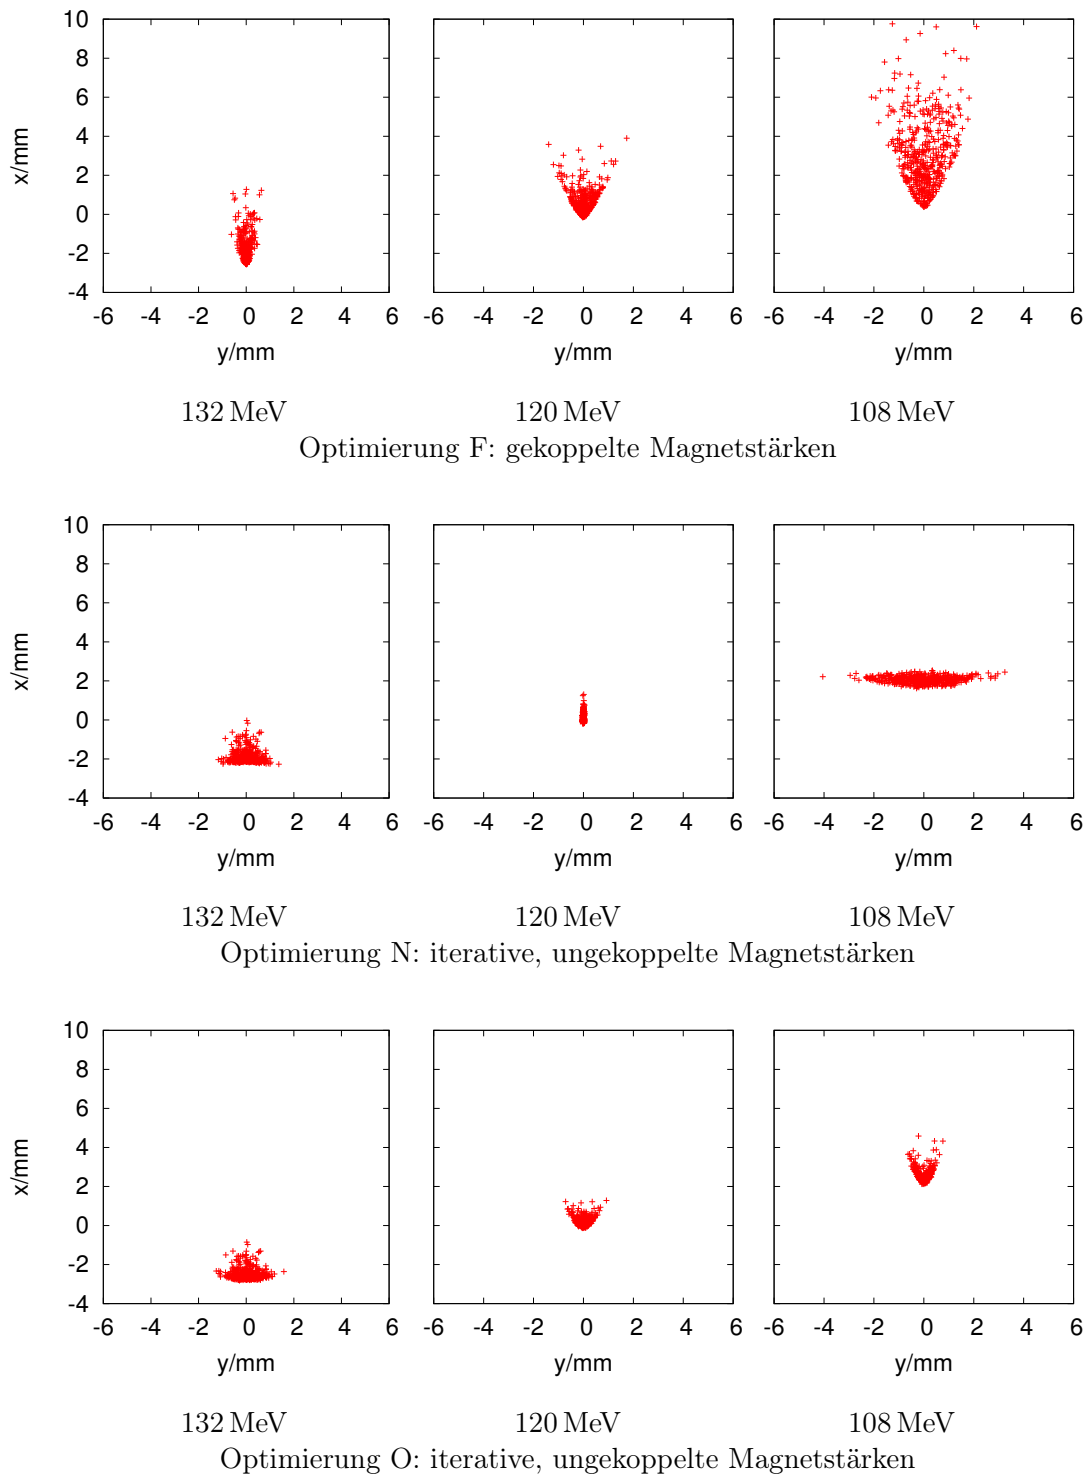 10
8
6
4
2
0
-2
-4
x/mm
-6 -4 -2 0 2 4 6
-6 -4 -2 0 2 4 6
-6 -4 -2 0 2 4 6
y/mm y/mm y/mm
132 MeV 120 MeV 108 MeV
Optimierung F: gekoppelte Magnetstärken
10
8
6
4
2
0
-2
-4
x/mm
-6 -4 -2 0 2 4 6
-6 -4 -2 0 2 4 6
-6 -4 -2 0 2 4 6
y/mm y/mm y/mm
132 MeV 120 MeV 108 MeV
Optimierung N: iterative, ungekoppelte Magnetstärken
10
8
6
4
2
0
-2
-4
x/mm
-6 -4 -2 0 2 4 6
-6 -4 -2 0 2 4 6
-6 -4 -2 0 2 4 6
y/mm y/mm y/mm
132 MeV 120 MeV 108 MeV
Optimierung O: iterative, ungekoppelte Magnetstärken